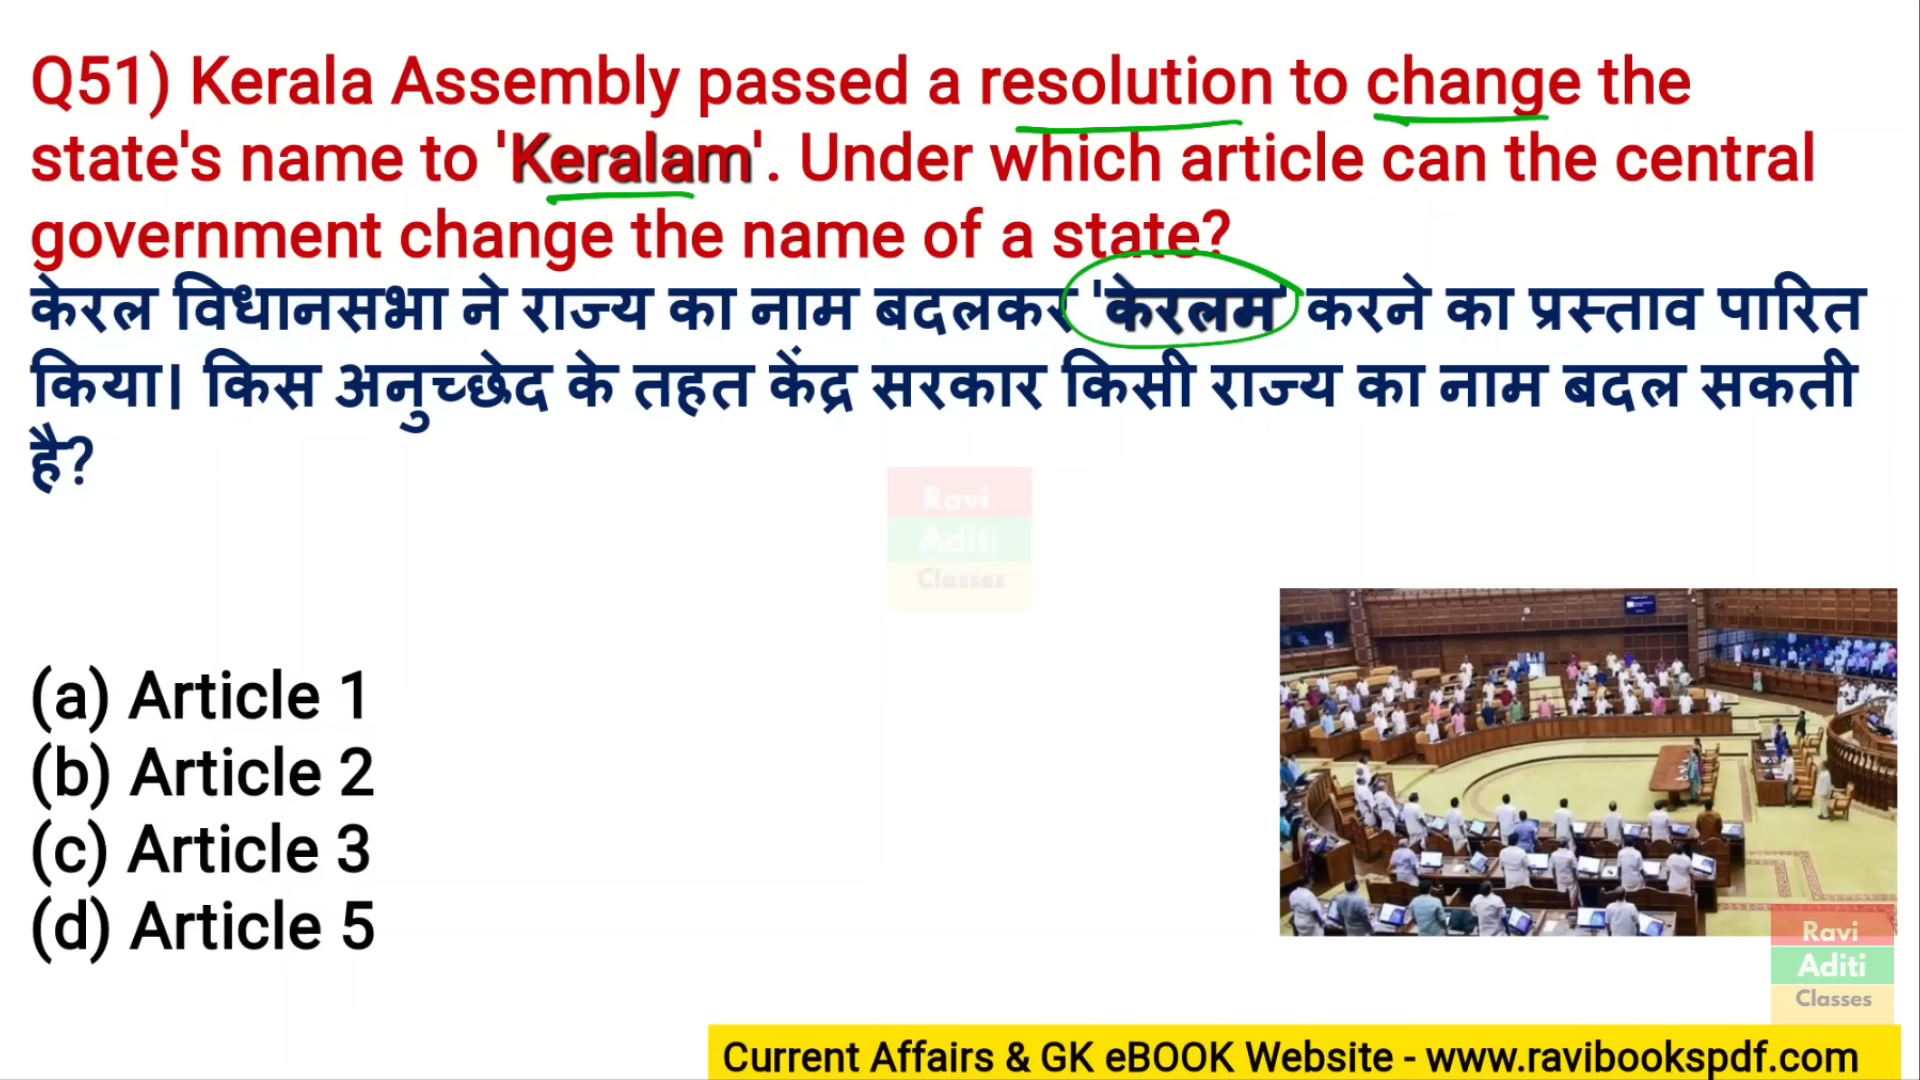 Q51) Kerala Assembly passed a resolution to change the
state's name to 'Keralam'. Under which article can the central
government change the name of a state?
केरल विधानसभा ने राज्य का नाम बदलकर 'केरलम' करने का प्रस्ताव पारित
किया। किस अनुच्छेद के तहत केंद्र सरकार किसी राज्य का नाम बदल सकती
है?
Ravi
Aditi
Classes
(a) Article 1
(b) Article 2
(c) Article 3
(d) Article 5
Ravi
Aditi
Classes
Current Affairs & GK eBOOK Website - www.ravibookspdf.com